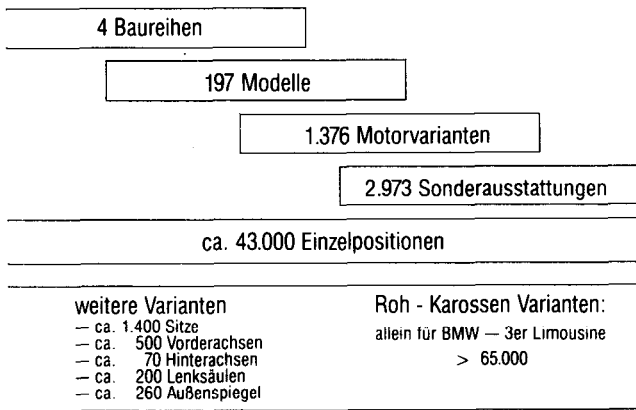 4 Baureihen
197 Modelle
1.376 Motorvarianten
2.973 Sonderausstattungen
ca. 43.000 Einzelpositionen
weitere Varianten
– ca. 1.400 Sitze
– ca. 500 Vorderachsen
– ca. 70 Hinterachsen
– ca. 200 Lenksäulen
– ca. 260 Außenspiegel
Roh - Karossen Varianten:
allein für BMW — 3er Limousine
> 65.000